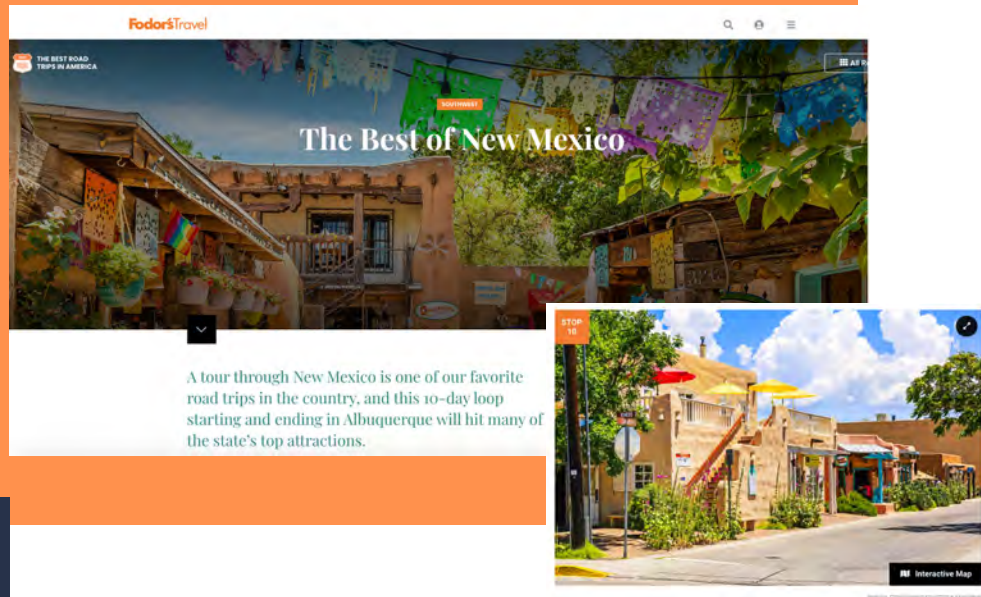 Fodor'sTravel
THE BEST ROAD
TRIPS IN AMERICA
All R
SOUTHWEST
The Best of New Mexico
STOP
10
A tour through New Mexico is one of our favorite
road trips in the country, and this 10-day loop
starting and ending in Albuquerque will hit many of
the state's top attractions.
Interactive Map